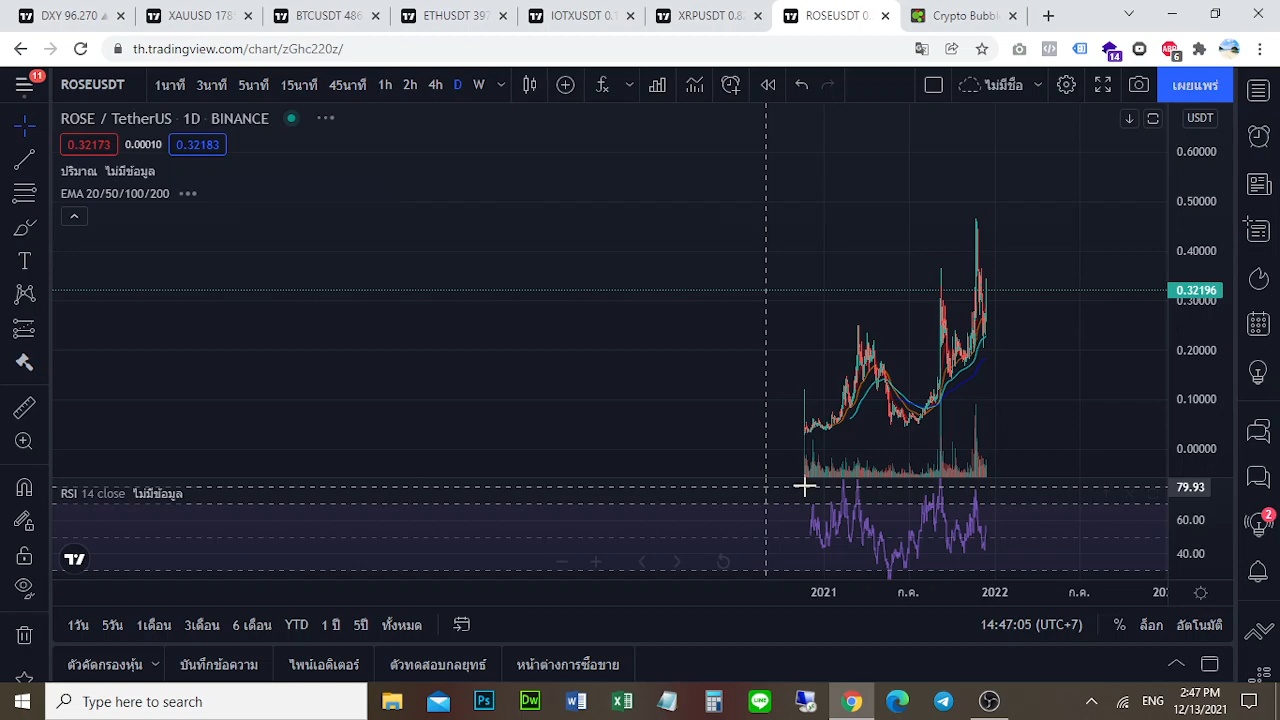 DXY 96.270
XAUUSD 178
BTCUSDT 486
ETHUSDT
IOTXUSDT 0.1
XRPUSDT 0.82
ROSEUSDT 0.
Crypto Bubbl
th.tradingview.com/chart/zGhc220z/
14
6
11
ROSEUSDT
1นาที 3นาที 5นาที 15นาที 45นาที 1h 2h 4h D W
ไม่มีชื่อ
เผยแพร่
ROSE / TetherUS · 1D · BINANCE
USDT
0.32173 0.00010 0.32183
ปริมาณ ไม่มีข้อมูล
EMA 20/50/100/200
0.60000
0.50000
0.40000
0.32196
0.30000
0.20000
0.10000
0.00000
RSI 14 close ไม่มีข้อมูล
79.93
60.00
40.00
2
2021 ก.ค. 2022 ก.ค.
1วัน 5วัน 1เดือน 3เดือน 6 เดือน YTD 1 ปี 5ปี ทั้งหมด
14:47:05 (UTC+7) % ล็อก อัตโนมัติ
ตัวคัดกรองหุ้น บันทึกข้อความ ไพน์เอดิเตอร์ ตัวทดสอบกลยุทธ์ หน้าต่างการซื้อขาย
Type here to search
Ps
Dw
LINE
ENG
2:47 PM
12/13/2021